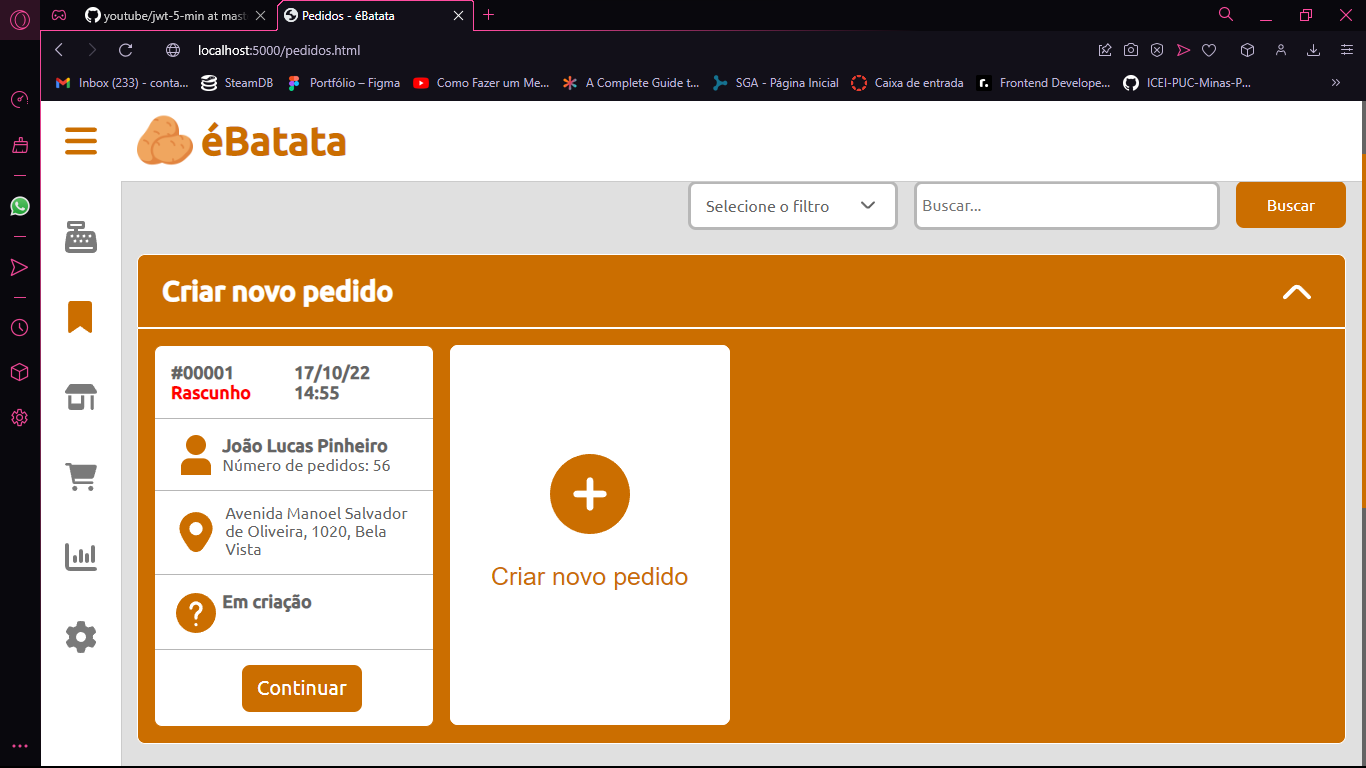 youtube/jwt-5-min at mast
Pedidos - éBatata
localhost:5000/pedidos.html
Inbox (233) - conta...
SteamDB
Portfólio – Figma
Como Fazer um Me...
A Complete Guide t...
SGA - Página Inicial
Caixa de entrada
Frontend Develope...
ICEI-PUC-Minas-P...
éBatata
Selecione o filtro
Buscar...
Buscar
Criar novo pedido
#00001
Rascunho
17/10/22
14:55
João Lucas Pinheiro
Número de pedidos: 56
Avenida Manoel Salvador
de Oliveira, 1020, Bela
Vista
Em criação
Continuar
Criar novo pedido